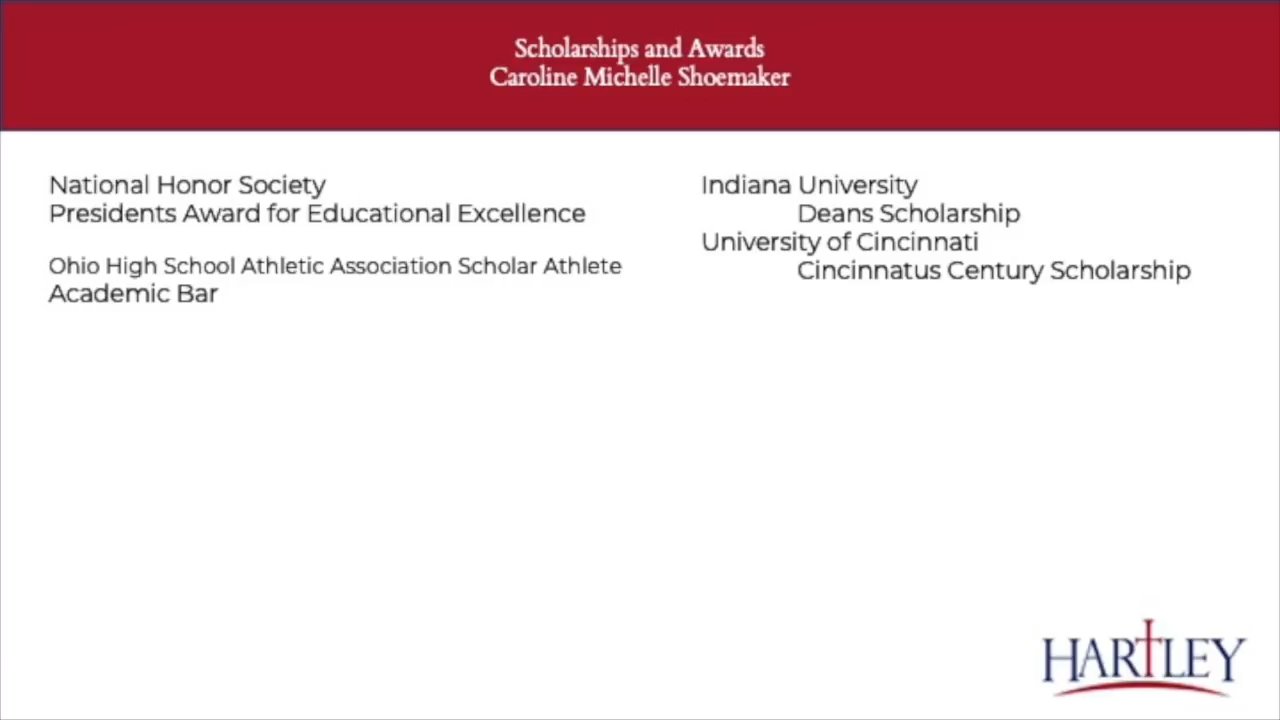 Scholarships and Awards
Caroline Michelle Shoemaker
National Honor Society
Presidents Award for Educational Excellence
Ohio High School Athletic Association Scholar Athlete
Academic Bar
Indiana University
Deans Scholarship
University of Cincinnati
Cincinnatus Century Scholarship
HARTLEY